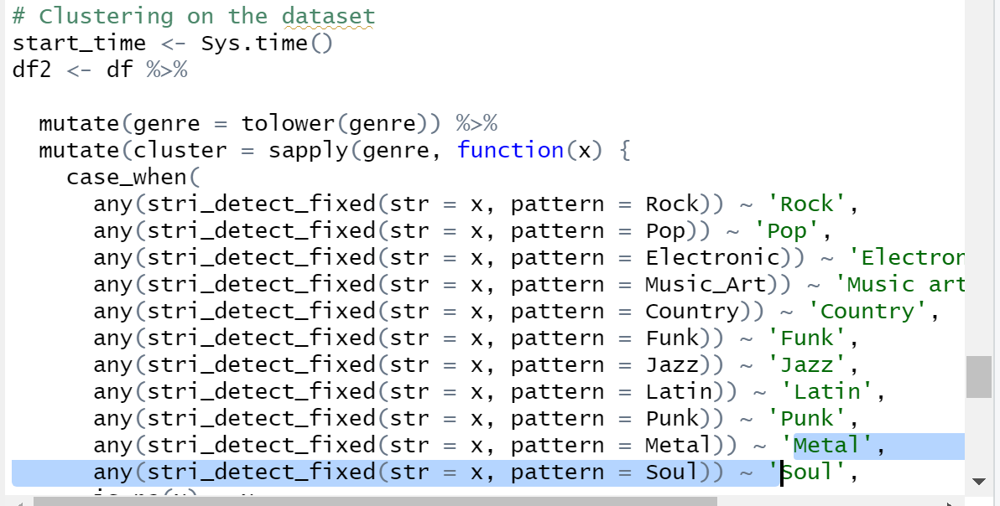 # Clustering on the dataset
start_time <- Sys.time()
df2 <- df %>%
mutate(genre = tolower(genre)) %>%
mutate(cluster = sapply(genre, function(x) {
case_when(
any(stri_detect_fixed(str = x, pattern = Rock)) ~ 'Rock',
any(stri_detect_fixed(str = x, pattern = Pop)) ~ 'Pop',
any(stri_detect_fixed(str = x, pattern = Electronic)) ~ 'Electron
any(stri_detect_fixed(str = x, pattern = Music_Art)) ~ 'Music art
any(stri_detect_fixed(str = x, pattern = Country)) ~ 'Country',
any(stri_detect_fixed(str = x, pattern = Funk)) ~ 'Funk',
any(stri_detect_fixed(str = x, pattern = Jazz)) ~ 'Jazz',
any(stri_detect_fixed(str = x, pattern = Latin)) ~ 'Latin',
any(stri_detect_fixed(str = x, pattern = Punk)) ~ 'Punk',
any(stri_detect_fixed(str = x, pattern = Metal)) ~ 'Metal',
any(stri_detect_fixed(str = x, pattern = Soul)) ~ 'Soul',